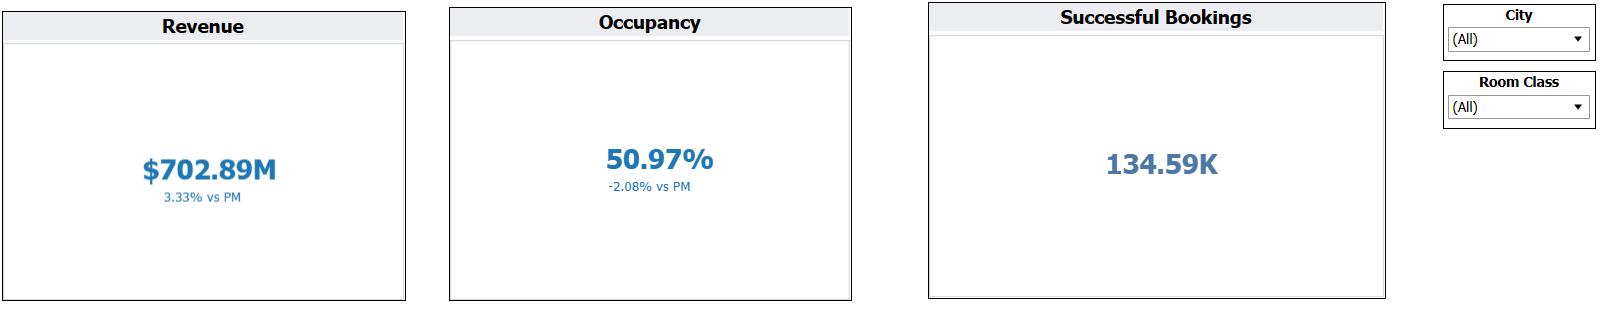 Revenue
$702.89M
3.33% vs PM
Occupancy
50.97%
-2.08% vs PM
Successful Bookings
134.59K
City
(All)
Room Class
(All)